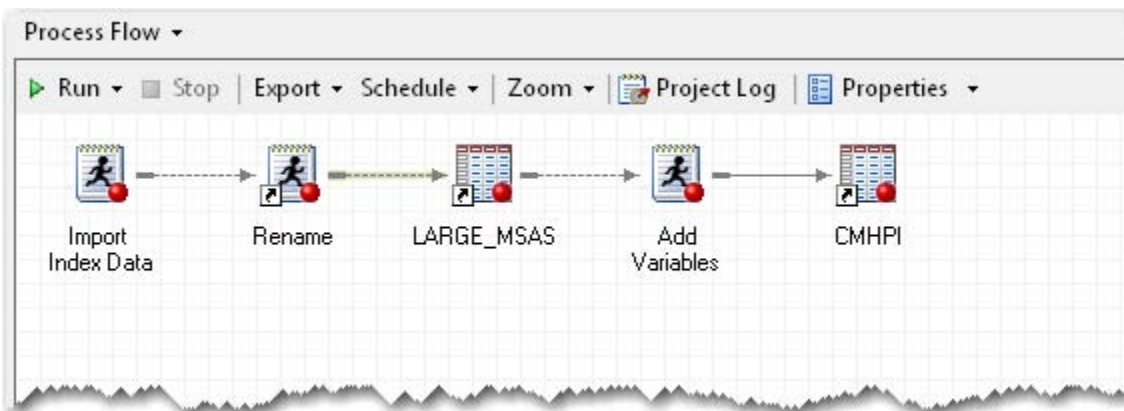 Process Flow
Run Stop Export Schedule Zoom Project Log Properties
Import Index Data
Rename
LARGE_MSAS
Add Variables
CMHPI